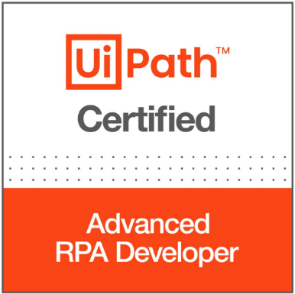 UiPath™
Certified
Advanced
RPA Developer